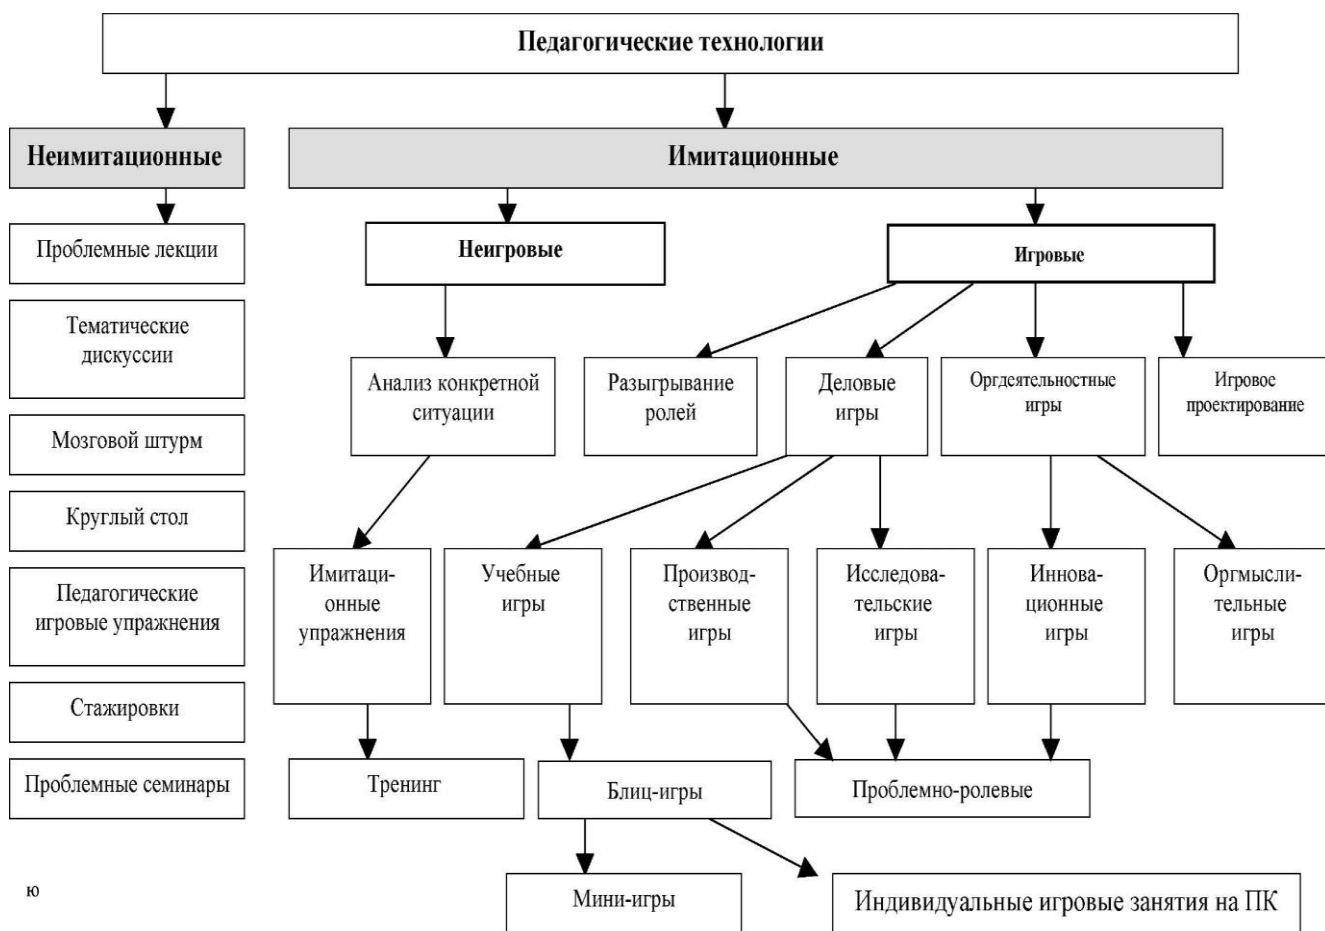 Педагогические технологии
Неимитационные
Имитационные
Проблемные лекции
Неигровые
Игровые
Тематические
дискуссии
Анализ конкретной
ситуации
Разыгрывание
ролей
Деловые
игры
Оргдеятельностные
игры
Игровое
проектирование
Мозговой штурм
Круглый стол
Имитаци-
онные
упражнения
Учебные
игры
Производ-
ственные
игры
Исследова-
тельские
игры
Иннова-
ционные
игры
Оргмысли-
тельные
игры
Педагогические
игровые упражнения
Стажировки
Проблемные семинары
Тренинг
Блиц-игры
Проблемно-ролевые
ю
Мини-игры
Индивидуальные игровые занятия на ПК